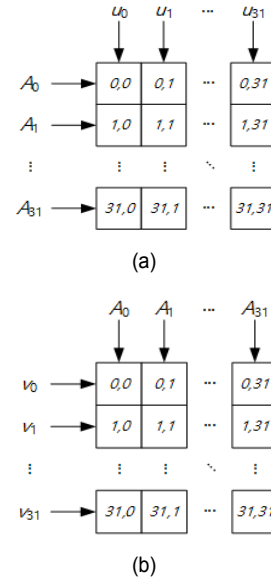 u0 u1 ... u31
A0 0,0 0,1 ... 0,31
A1 1,0 1,1 ... 1,31
⋮ ⋮ ⋮ ⋱ ⋮
A31 31,0 31,1 ... 31,31
(a)
A0 A1 ... A31
v0 0,0 0,1 ... 0,31
v1 1,0 1,1 ... 1,31
⋮ ⋮ ⋮ ⋱ ⋮
v31 31,0 31,1 ... 31,31
(b)